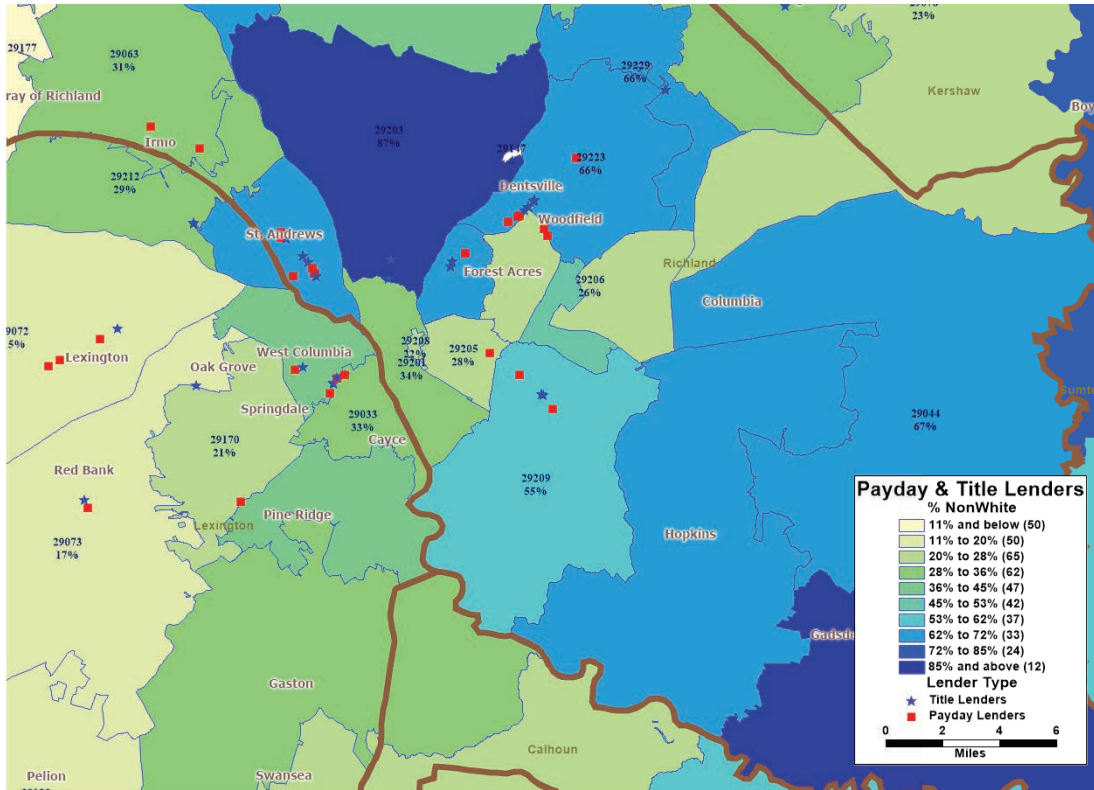 23%
29177
29063
31%
29229
66%
Kershaw
ray of Richland
Boy
29203
87%
Irmo
29147
29223
66%
29212
29%
Dentsville
Woodfield
St. Andrews
Forest Acres
Richland
29206
26%
Columbia
29072
5%
Lexington
29208
22%
29201
34%
29205
28%
West Columbia
Oak Grove
Springdale
29033
33%
Cayce
Sumte
29044
67%
29170
21%
Red Bank
29209
55%
Lexington
Pine Ridge
Hopkins
29073
17%
Gadsde
Gaston
Calhoun
Pelion
Swansea
Payday & Title Lenders
% NonWhite
11% and below (50)
11% to 20% (50)
20% to 28% (65)
28% to 36% (62)
36% to 45% (47)
45% to 53% (42)
53% to 62% (37)
62% to 72% (33)
72% to 85% (24)
85% and above (12)
Lender Type
Title Lenders
Payday Lenders
0 2 4 6
Miles